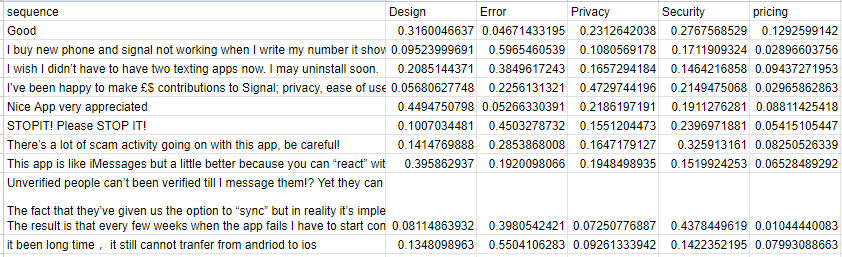 sequence Design Error Privacy Security pricing
Good 0.3160046637 0.04671433195 0.2312642038 0.2767568529 0.1292599142
I buy new phone and signal not working when I write my number it show 0.09523999691 0.5965460539 0.1080569178 0.1711909324 0.02896603756
I wish I didn't have to have two texting apps now. I may uninstall soon. 0.2085144371 0.3849617243 0.1657294184 0.1464216858 0.09437271953
I've been happy to make £$ contributions to Signal; privacy, ease of use 0.05680627748 0.2256131321 0.4729744196 0.2149475068 0.02965862863
Nice App very appreciated 0.4494750798 0.05266330391 0.2186197191 0.1911276281 0.08811425418
STOPIT! Please STOP IT! 0.1007034481 0.4503278732 0.1551204473 0.2396971881 0.05415105447
There's a lot of scam activity going on with this app, be careful! 0.1414769888 0.2853868008 0.1647179127 0.325913161 0.08250526339
This app is like iMessages but a little better because you can “react” wit 0.395862937 0.1920098066 0.1948498935 0.1519924253 0.06528489292
Unverified people can't been verified till I message them!? Yet they can
The fact that they've given us the option to “sync” but in reality it's imple
The result is that every few weeks when the app fails I have to start con 0.08114863932 0.3980542421 0.07250776887 0.4378449619 0.01044440083
it been long time， it still cannot tranfer from andriod to ios 0.1348098963 0.5504106283 0.09261333942 0.1422352195 0.07993088663